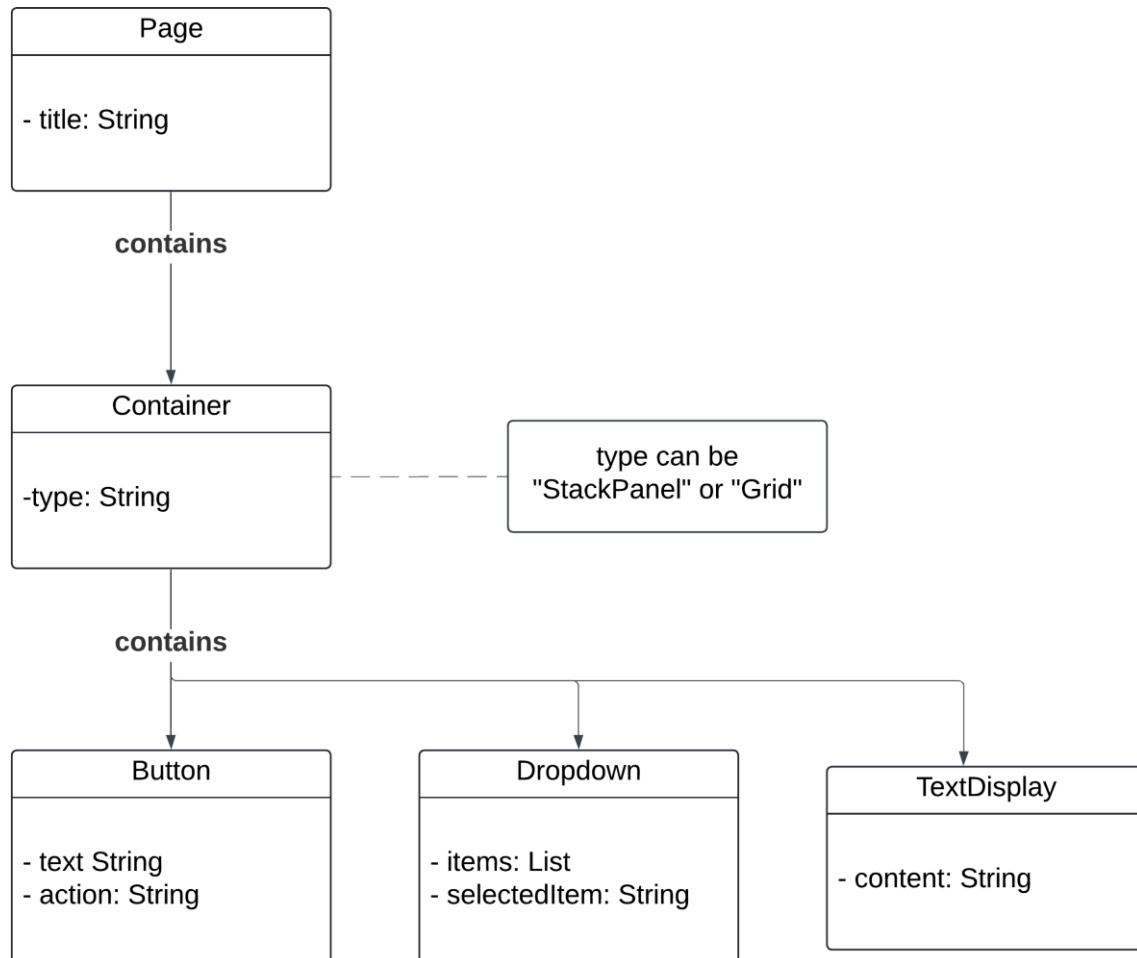 Page
- title: String
contains
Container
-type: String
type can be
"StackPanel" or "Grid"
contains
Button
- text String
- action: String
Dropdown
- items: List
- selectedItem: String
TextDisplay
- content: String